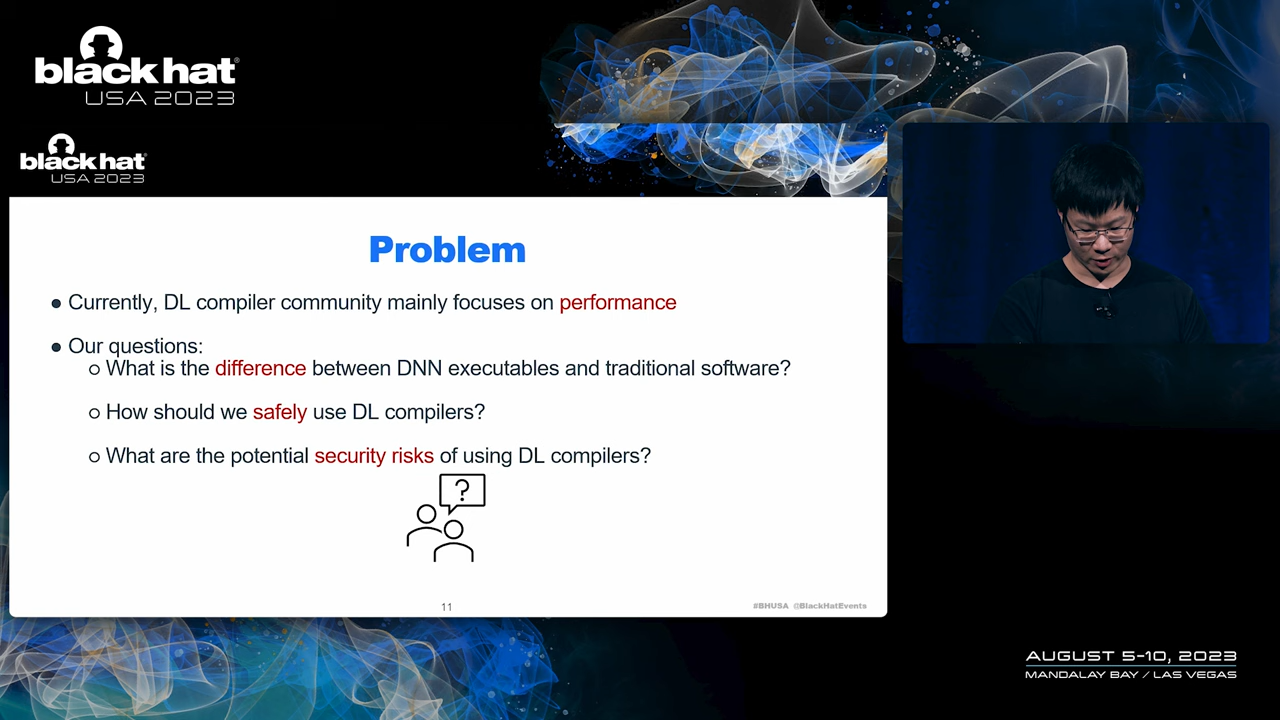 black hat
USA 2023
black hat
USA 2023
Problem
● Currently, DL compiler community mainly focuses on performance
● Our questions:
○ What is the difference between DNN executables and traditional software?
○ How should we safely use DL compilers?
○ What are the potential security risks of using DL compilers?
?
11
#BHUSA @BlackHatEvents
AUGUST 5-10, 2023
MANDALAY BAY / LAS VEGAS